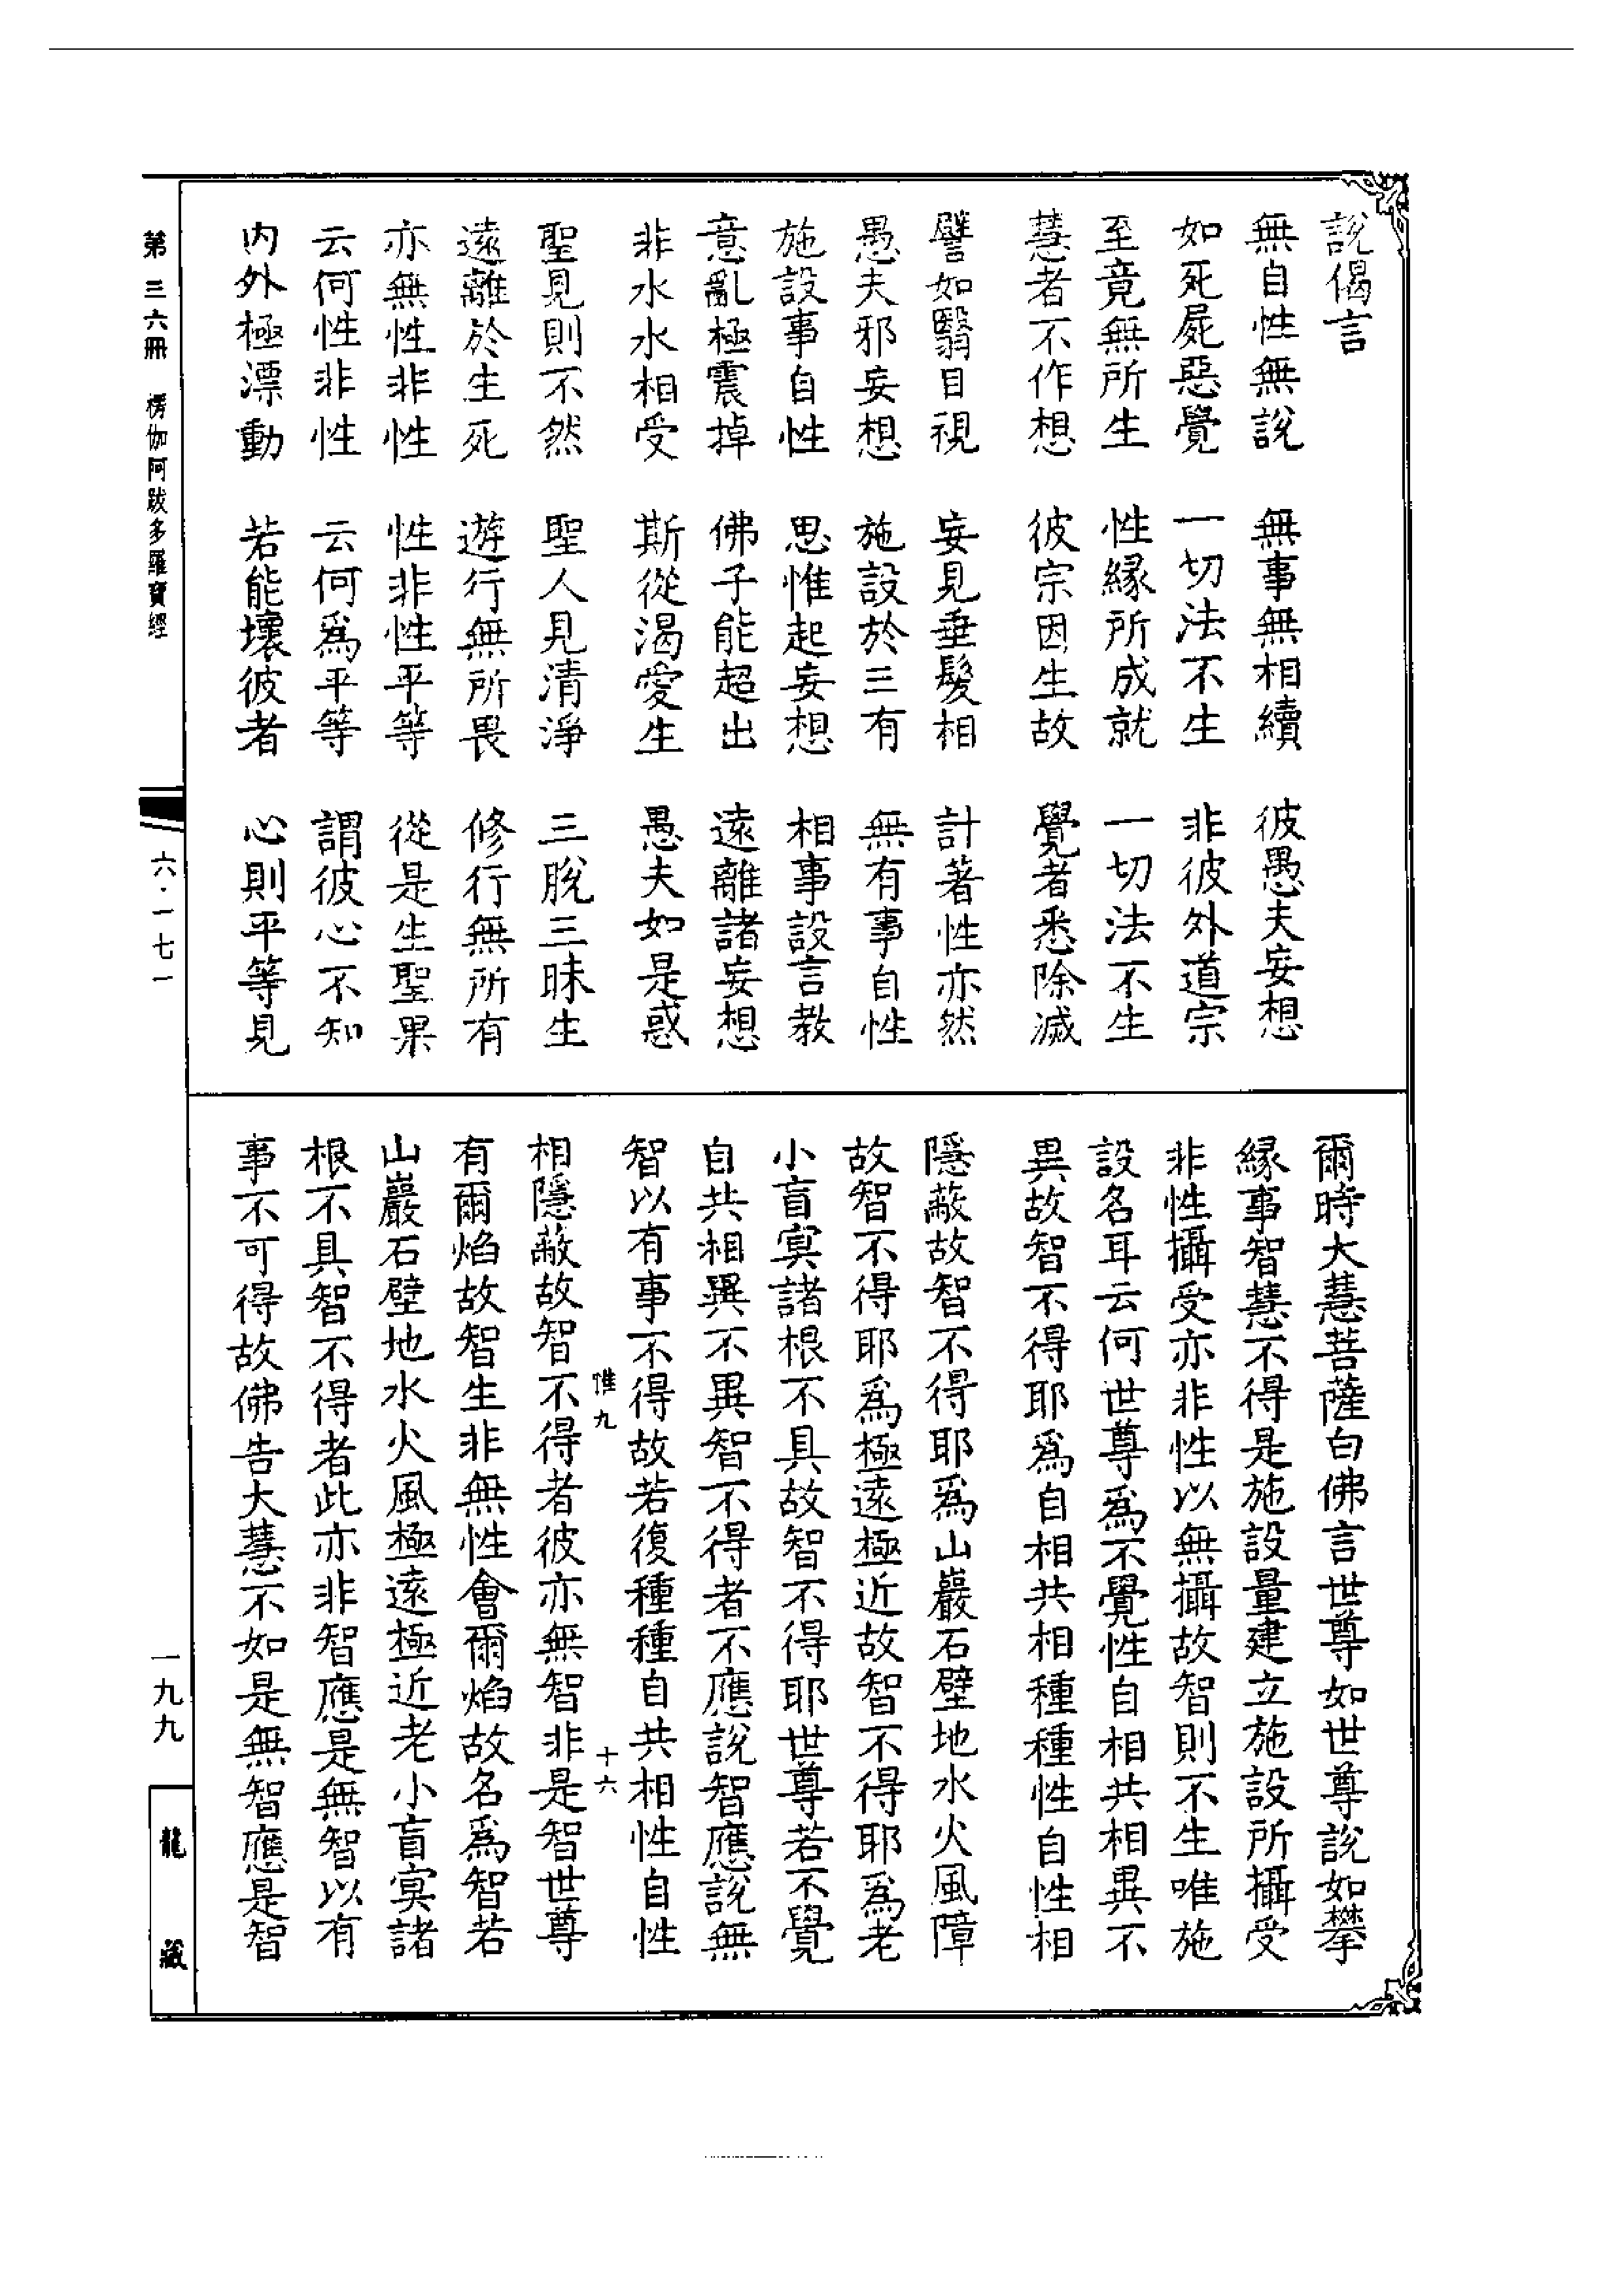 說偈言
無自性無說　無事無相續　彼愚夫妄想
如死屍惡覺　一切法不生　非彼外道宗
至竟無所生　性緣所成就　一切法不生
慧者不作想　彼宗因生故　覺者悉除滅
譬如翳目視　妄見垂髮相　計著性亦然
愚夫邪妄想　施設於三有　無有事自性
施設事自性　思惟起妄想　相事設言教
意亂極震掉　佛子能超出　遠離諸妄想
非水水相受　斯從渴愛生　愚夫如是惑
聖見則不然　聖人見清淨　三脫三昧生
遠離於生死　遊行無所畏　修行無所有
亦無性非性　性非性平等　從是生聖果
云何性非性　云何為平等　謂彼心不知
內外極漂動　若能壞彼者　心則平等見
爾時大慧菩薩白佛言世尊如世尊說如攀
緣事智慧不得是施設量建立施設所攝受
非性攝受亦非性以無攝故智則不生唯施
設名耳云何世尊為不覺性自相共相異不
異故智不得耶為自相共相種種性自性相
隱蔽故智不得耶為山巖石壁地水火風障
故智不得耶為極遠極近故智不得耶為老
小盲冥諸根不具故智不得耶世尊若不覺
自共相異不異智不得者不應說智應說無
智以有事不得故若復種種自共相性自性
惟九　十六
相隱蔽故智不得者彼亦無智非是智世尊
有爾焰故智生非無性會爾焰故名為智若
山巖石壁地水火風極遠極近老小盲冥諸
根不具智不得者此亦非智應是無智以有
事不可得故佛告大慧不如是無智應是智
第三六冊　楞伽阿跋多羅寶經
六·一七一
一九九
龍藏